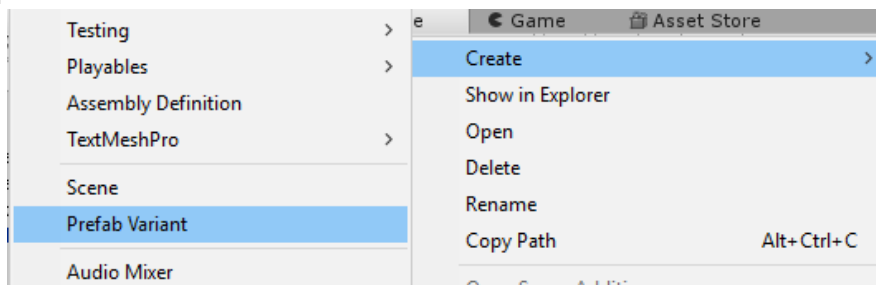 Testing
Playables
Assembly Definition
TextMeshPro
Scene
Prefab Variant
Audio Mixer
Game
Asset Store
Create
Show in Explorer
Open
Delete
Rename
Copy Path Alt+Ctrl+C